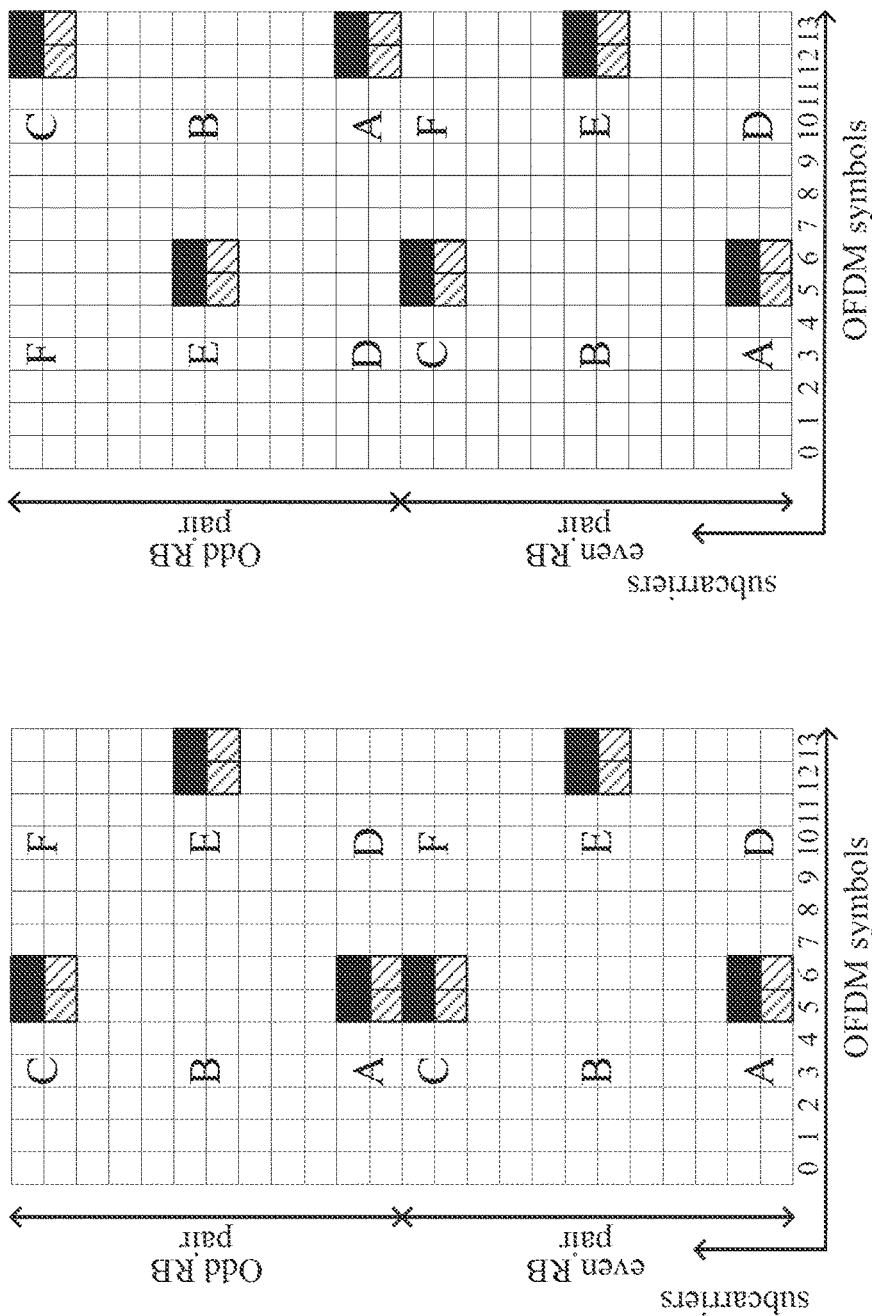 F C
Odd RB
pair
E B
D A
C F
even RB
pair
B E
A D
subcarriers
0 1 2 3 4 5 6 7 8 9 10 11 12 13
OFDM symbols
C F
Odd RB
pair
B E
A D
C F
even RB
pair
B E
A D
subcarriers
0 1 2 3 4 5 6 7 8 9 10 11 12 13
OFDM symbols